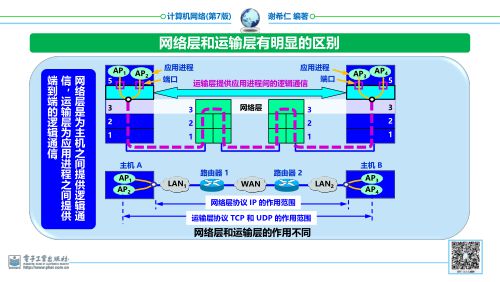 计算机网络(第7版) 谢希仁 编著
网络层和运输层有明显的区别
网络层是为主机之间提供逻辑通信，运输层为应用进程之间提供端到端的逻辑通信
应用进程
应用进程
AP1 AP2 端口
端口 AP3 AP4
5
5
运输层提供应用进程间的逻辑通信
3 3 网络层 3 3
2 2 2 2
1 1 1 1
主机 A 路由器 1 路由器 2 主机 B
AP1 AP2 LAN1 WAN LAN2 AP3 AP4
网络层协议 IP 的作用范围
运输层协议 TCP 和 UDP 的作用范围
网络层和运输层的作用不同
电子工业出版社
http://www.phei.com.cn